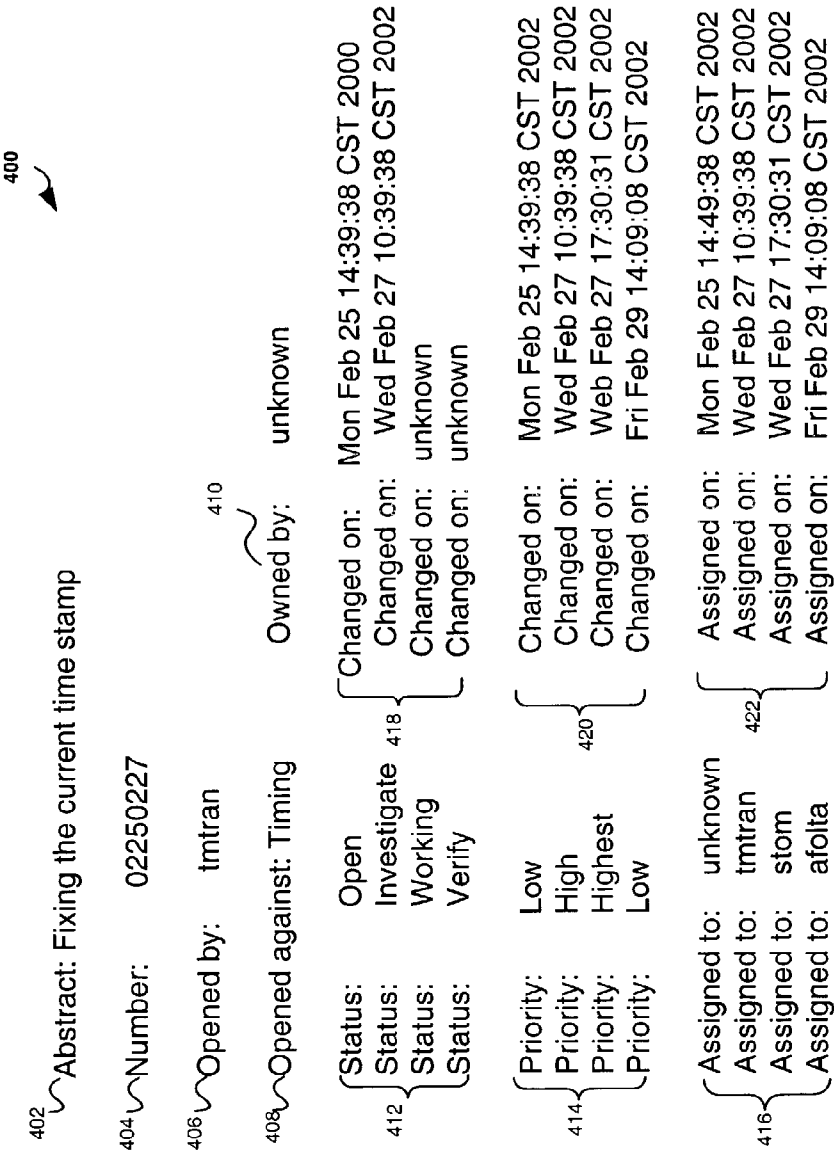 400
402 Abstract: Fixing the current time stamp
404 Number: 02250227
406 Opened by: tmtran
410
408 Opened against: Timing Owned by: unknown
Status: Open Changed on: Mon Feb 25 14:39:38 CST 2000
Status: Investigate Changed on: Wed Feb 27 10:39:38 CST 2002
Status: Working Changed on: unknown
Status: Verify Changed on: unknown
412 418
Priority: Low Changed on: Mon Feb 25 14:39:38 CST 2002
Priority: High Changed on: Wed Feb 27 10:39:38 CST 2002
Priority: Highest Changed on: Web Feb 27 17:30:31 CST 2002
Priority: Low Changed on: Fri Feb 29 14:09:08 CST 2002
414 420
Assigned to: unknown Assigned on: Mon Feb 25 14:49:38 CST 2002
Assigned to: tmtran Assigned on: Wed Feb 27 10:39:38 CST 2002
Assigned to: stom Assigned on: Wed Feb 27 17:30:31 CST 2002
Assigned to: afolta Assigned on: Fri Feb 29 14:09:08 CST 2002
416 422